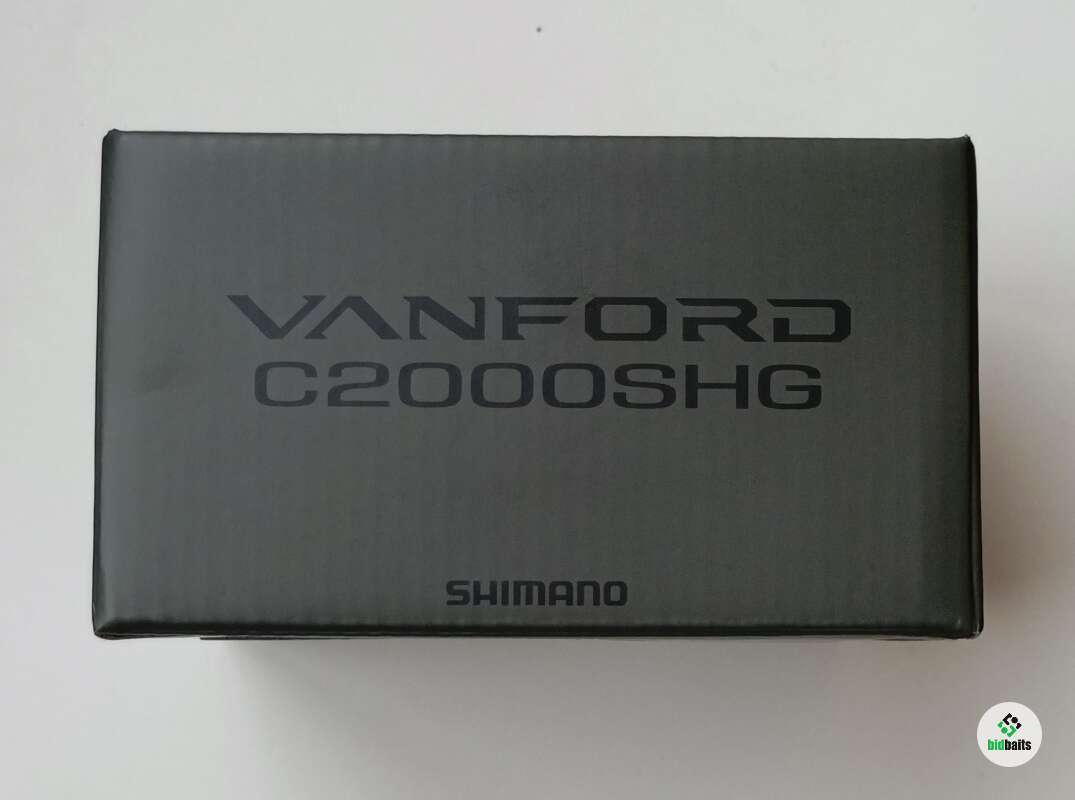 VANFORD
C2000SHG
SHIMANO
bidbaits